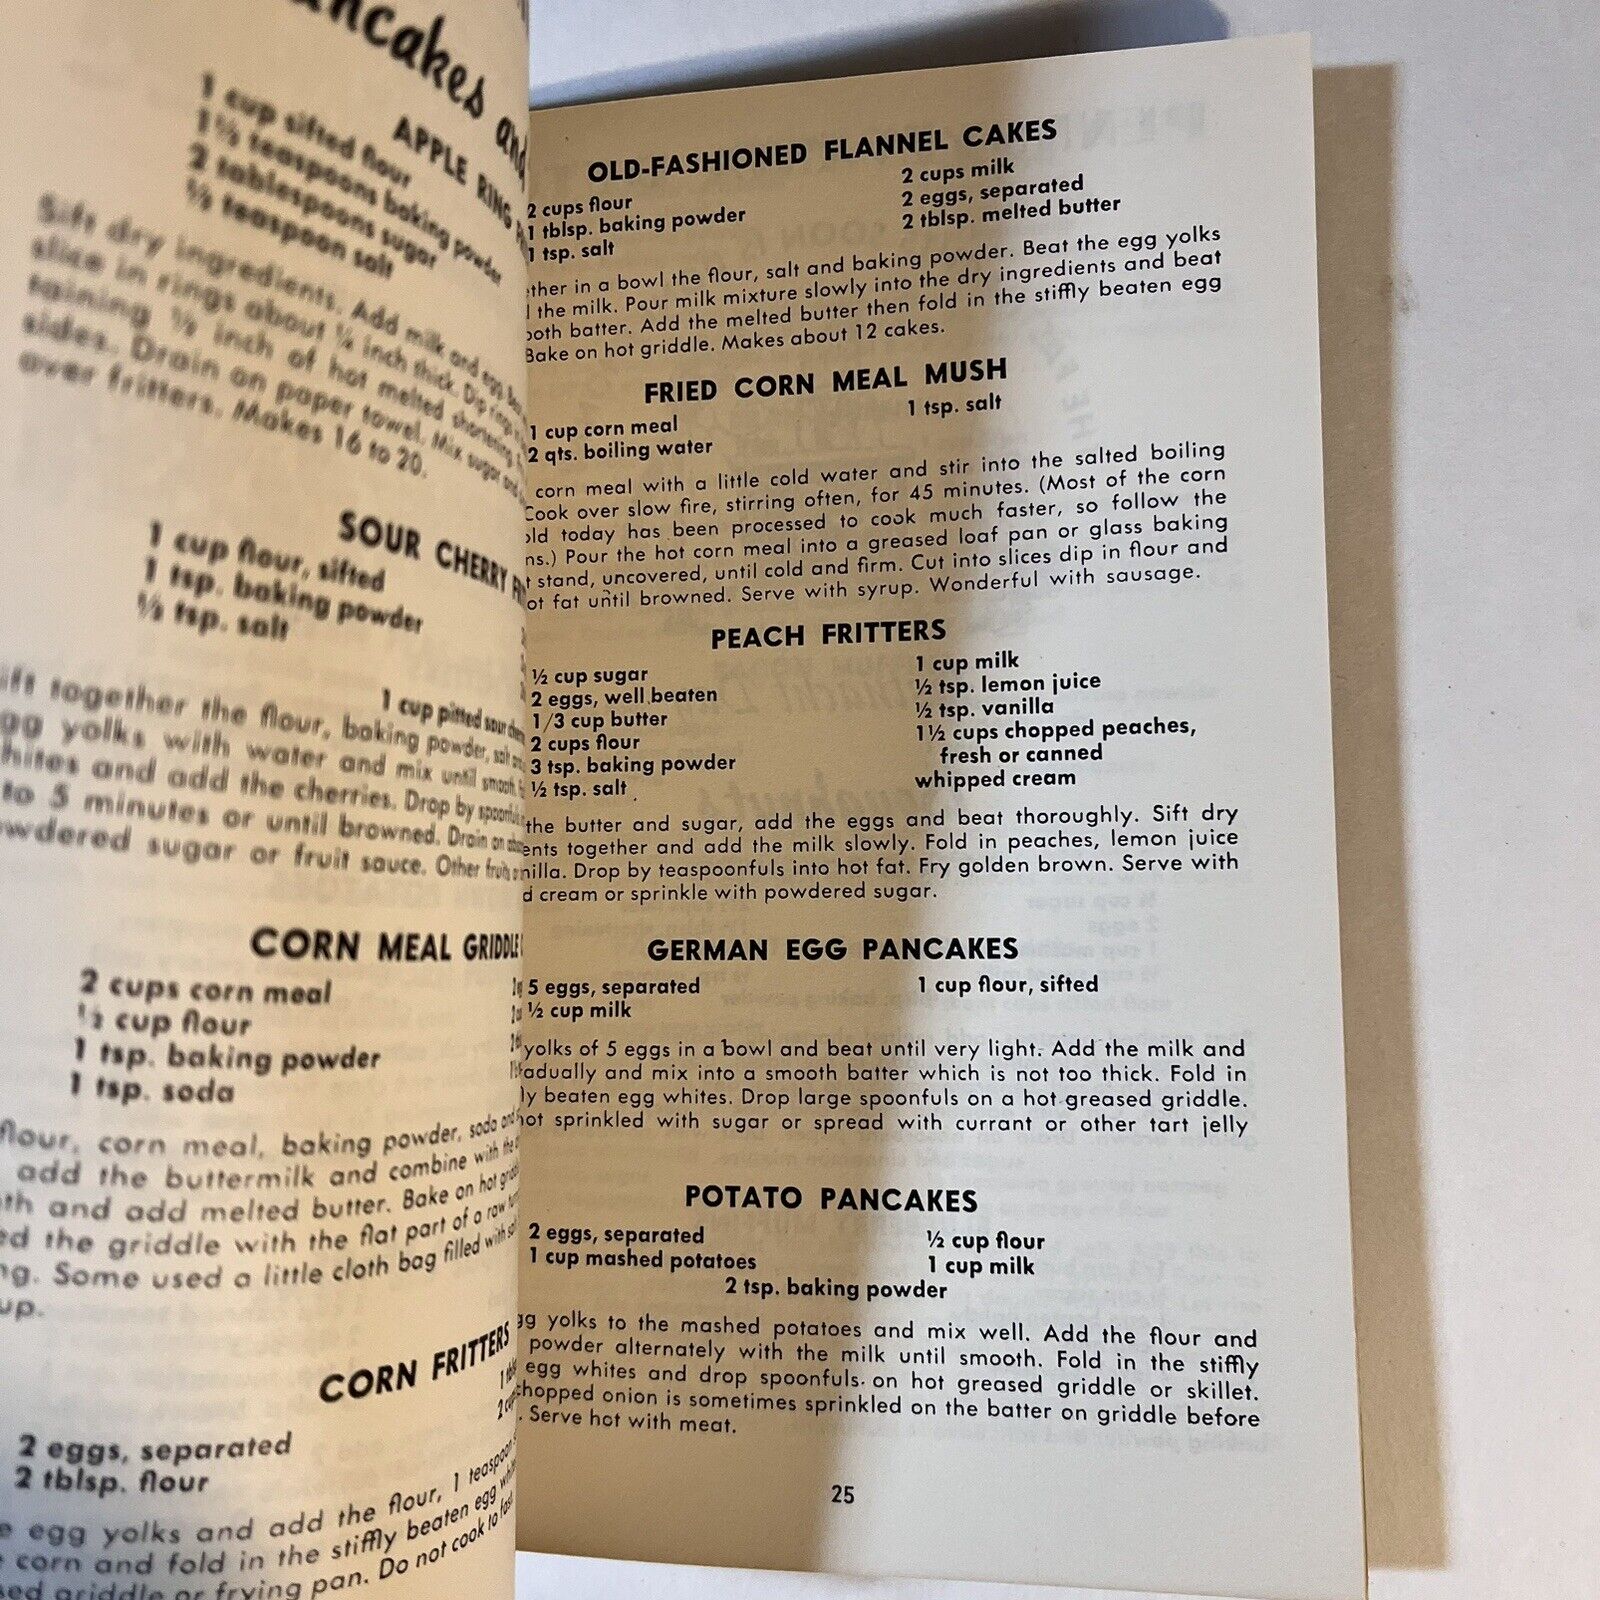 ancakes and
APPLE RING
1 cup sifted flour
1½ teaspoons baking powder
2 tablespoons sugar
½ teaspoon salt
Sift dry ingredients. Add milk and egg.
slice in rings about ¼ inch thick. Dip rings
taining ½ inch of hot melted shortening.
sides. Drain on paper towel. Mix sugar and
over fritters. Makes 16 to 20.
SOUR CHERRY
1 cup flour, sifted
1 tsp. baking powder
½ tsp. salt
1 cup pitted sour
ift together the flour, baking powder, salt
gg yolks with water and mix until smooth.
hites and add the cherries. Drop by
to 5 minutes or until browned. Drain on
owdered sugar or fruit sauce. Other fruits
CORN MEAL GRIDDLE
2 cups corn meal
½ cup flour
1 tsp. baking powder
1 tsp. soda
flour, corn meal, baking powder, soda and
add the buttermilk and combine with the
th and add melted butter. Bake on hot
ed the griddle with the flat part of a raw
ng. Some used a little cloth bag filled with
up.
CORN FRITTERS
2 eggs, separated
2 tblsp. flour
e egg yolks and add the flour, 1 teaspoon
corn and fold in the stiffly beaten egg
sed griddle or frying pan. Do not cook to fast.
OLD-FASHIONED FLANNEL CAKES
2 cups flour
1 tblsp. baking powder
1 tsp. salt
2 cups milk
2 eggs, separated
2 tblsp. melted butter
ther in a bowl the flour, salt and baking powder. Beat the egg yolks
the milk. Pour milk mixture slowly into the dry ingredients and beat
ooth batter. Add the melted butter then fold in the stiffly beaten egg
Bake on hot griddle. Makes about 12 cakes.
FRIED CORN MEAL MUSH
1 cup corn meal
2 qts. boiling water
1 tsp. salt
corn meal with a little cold water and stir into the salted boiling
Cook over slow fire, stirring often, for 45 minutes. (Most of the corn
old today has been processed to cook much faster, so follow the
ns.) Pour the hot corn meal into a greased loaf pan or glass baking
t stand, uncovered, until cold and firm. Cut into slices dip in flour and
ot fat until browned. Serve with syrup. Wonderful with sausage.
PEACH FRITTERS
½ cup sugar
2 eggs, well beaten
1/3 cup butter
2 cups flour
3 tsp. baking powder
½ tsp. salt
1 cup milk
½ tsp. lemon juice
½ tsp. vanilla
1½ cups chopped peaches,
fresh or canned
whipped cream
the butter and sugar, add the eggs and beat thoroughly. Sift dry
ents together and add the milk slowly. Fold in peaches, lemon juice
nilla. Drop by teaspoonfuls into hot fat. Fry golden brown. Serve with
d cream or sprinkle with powdered sugar.
GERMAN EGG PANCAKES
5 eggs, separated
½ cup milk
1 cup flour, sifted
yolks of 5 eggs in a bowl and beat until very light. Add the milk and
adually and mix into a smooth batter which is not too thick. Fold in
ly beaten egg whites. Drop large spoonfuls on a hot greased griddle.
hot sprinkled with sugar or spread with currant or other tart jelly
POTATO PANCAKES
2 eggs, separated
1 cup mashed potatoes
½ cup flour
1 cup milk
2 tsp. baking powder
gg yolks to the mashed potatoes and mix well. Add the flour and
powder alternately with the milk until smooth. Fold in the stiffly
egg whites and drop spoonfuls on hot greased griddle or skillet.
chopped onion is sometimes sprinkled on the batter on griddle before
. Serve hot with meat.
25